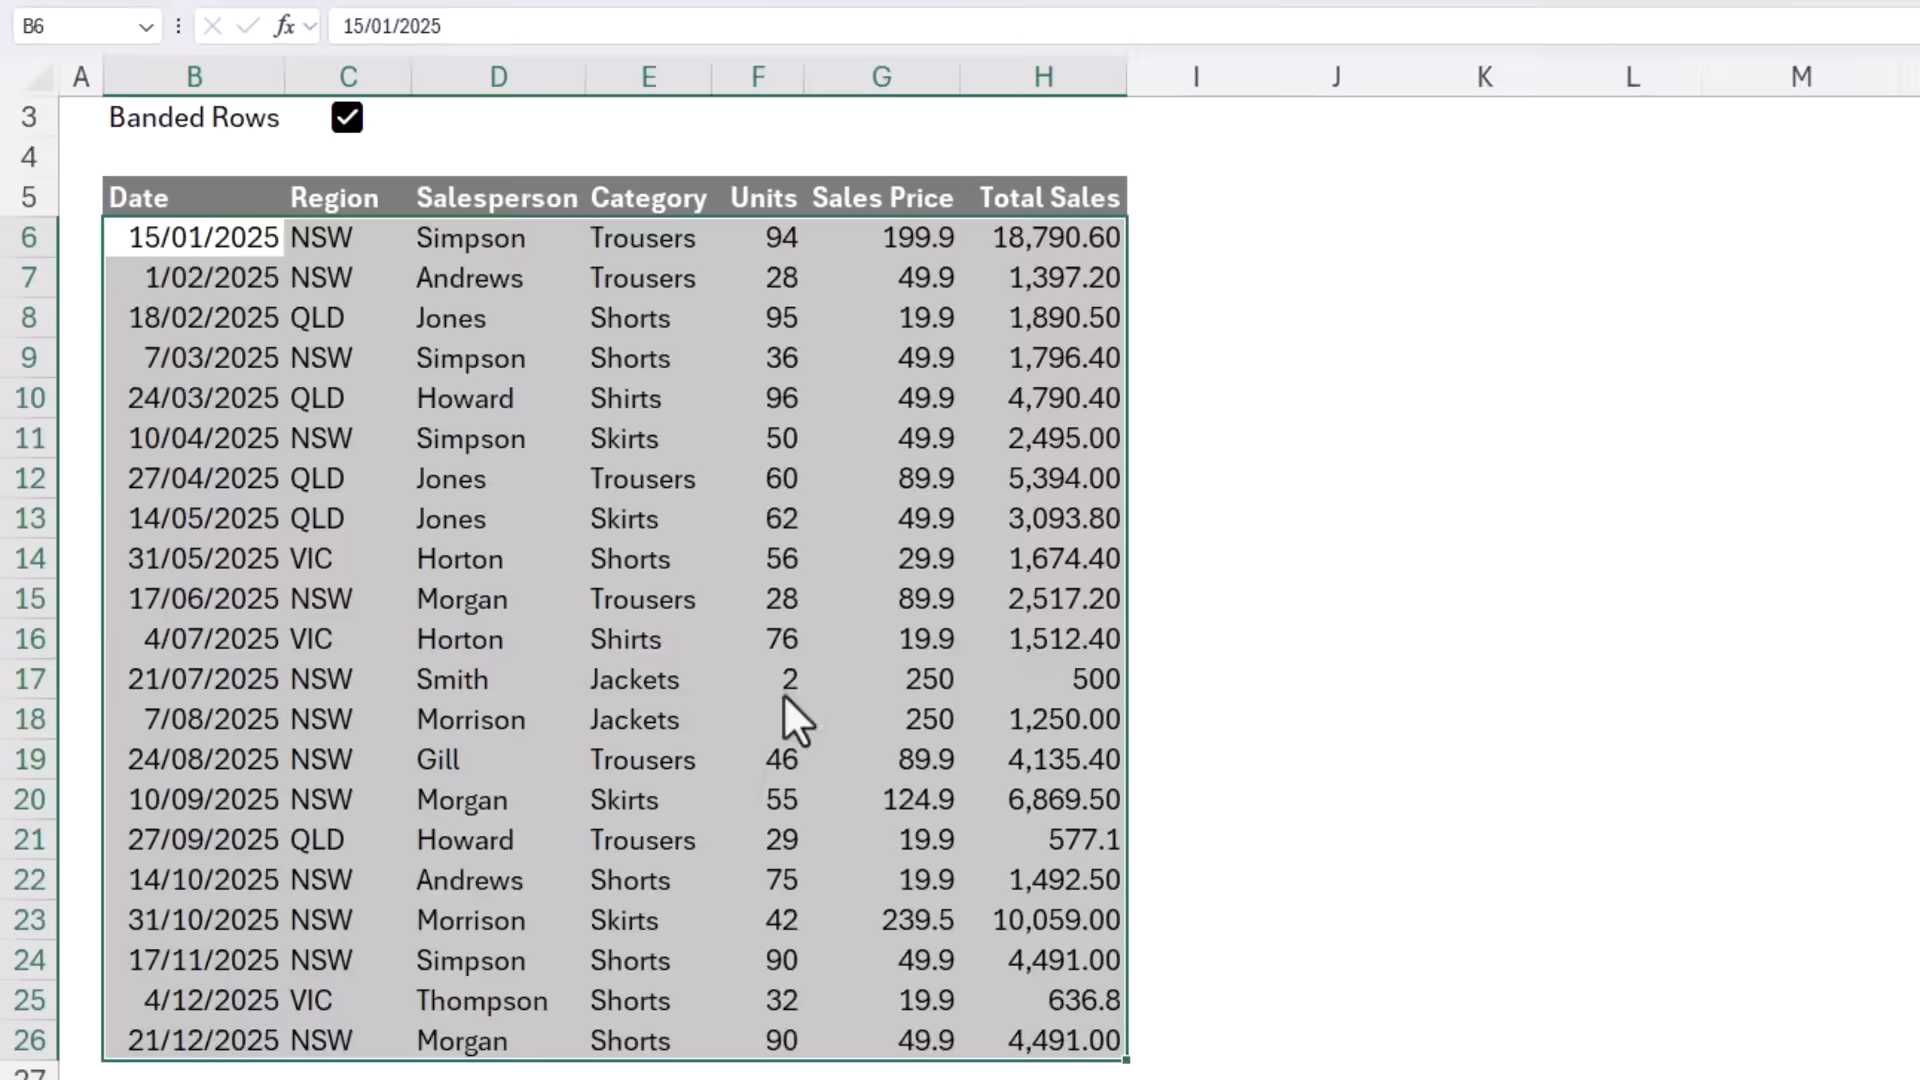 B6 fx 15/01/2025
A B C D E F G H I J K L M
3 Banded Rows
4
5 Date Region Salesperson Category Units Sales Price Total Sales
6 15/01/2025 NSW Simpson Trousers 94 199.9 18,790.60
7 1/02/2025 NSW Andrews Trousers 28 49.9 1,397.20
8 18/02/2025 QLD Jones Shorts 95 19.9 1,890.50
9 7/03/2025 NSW Simpson Shorts 36 49.9 1,796.40
10 24/03/2025 QLD Howard Shirts 96 49.9 4,790.40
11 10/04/2025 NSW Simpson Skirts 50 49.9 2,495.00
12 27/04/2025 QLD Jones Trousers 60 89.9 5,394.00
13 14/05/2025 QLD Jones Skirts 62 49.9 3,093.80
14 31/05/2025 VIC Horton Shorts 56 29.9 1,674.40
15 17/06/2025 NSW Morgan Trousers 28 89.9 2,517.20
16 4/07/2025 VIC Horton Shirts 76 19.9 1,512.40
17 21/07/2025 NSW Smith Jackets 2 250 500
18 7/08/2025 NSW Morrison Jackets 250 1,250.00
19 24/08/2025 NSW Gill Trousers 46 89.9 4,135.40
20 10/09/2025 NSW Morgan Skirts 55 124.9 6,869.50
21 27/09/2025 QLD Howard Trousers 29 19.9 577.1
22 14/10/2025 NSW Andrews Shorts 75 19.9 1,492.50
23 31/10/2025 NSW Morrison Skirts 42 239.5 10,059.00
24 17/11/2025 NSW Simpson Shorts 90 49.9 4,491.00
25 4/12/2025 VIC Thompson Shorts 32 19.9 636.8
26 21/12/2025 NSW Morgan Shorts 90 49.9 4,491.00
27